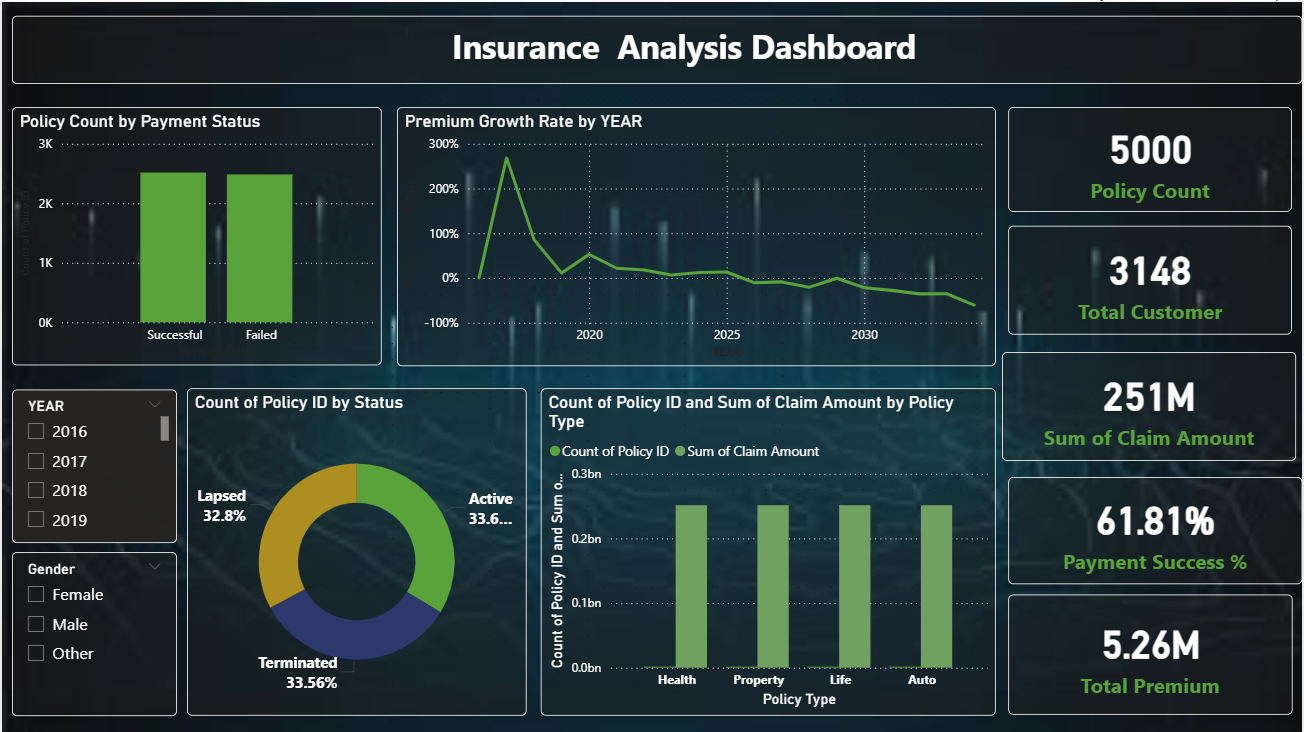 Insurance  Analysis Dashboard
Policy Count by Payment Status
3K
2K
1K
0K
Successful
Failed
Premium Growth Rate by YEAR
300%
200%
100%
0%
-100%
2020
2025
2030
5000
Policy Count
3148
Total Customer
251M
Sum of Claim Amount
61.81%
Payment Success %
5.26M
Total Premium
YEAR
2016
2017
2018
2019
Gender
Female
Male
Other
Count of Policy ID by Status
Lapsed
32.8%
Active
33.6...
Terminated
33.56%
Count of Policy ID and Sum of Claim Amount by Policy
Type
Count of Policy ID
Sum of Claim Amount
Count of Policy ID and Sum o...
0.3bn
0.2bn
0.1bn
0.0bn
Health
Property
Life
Auto
Policy Type